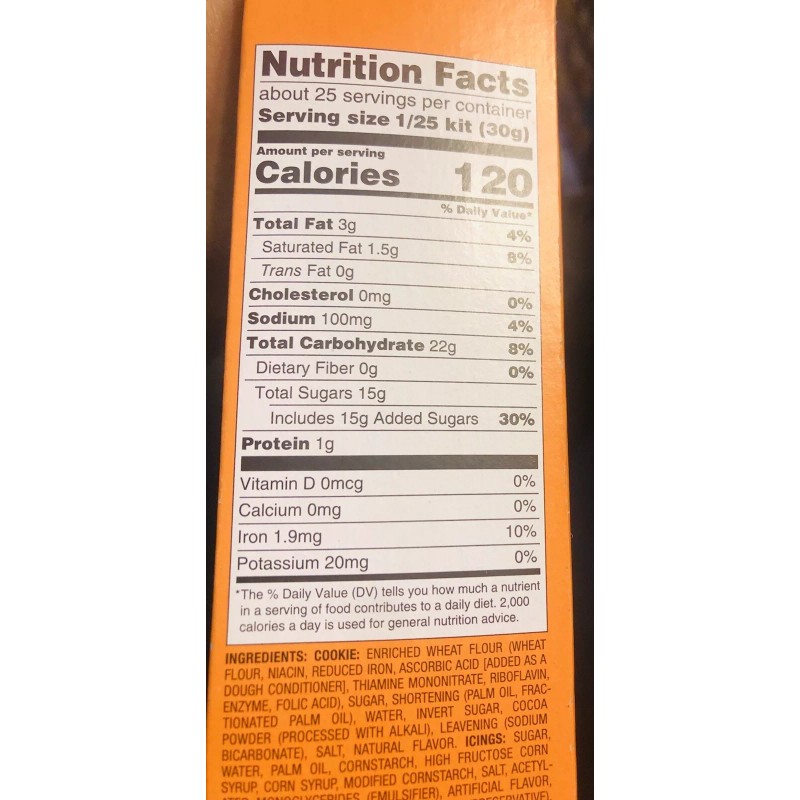 Nutrition Facts
about 25 servings per container
Serving size 1/25 kit (30g)
Amount per serving
Calories 120
% Daily Value*
Total Fat 3g 4%
Saturated Fat 1.5g 8%
Trans Fat 0g
Cholesterol 0mg 0%
Sodium 100mg 4%
Total Carbohydrate 22g 8%
Dietary Fiber 0g 0%
Total Sugars 15g
Includes 15g Added Sugars 30%
Protein 1g
Vitamin D 0mcg 0%
Calcium 0mg 0%
Iron 1.9mg 10%
Potassium 20mg 0%
*The % Daily Value (DV) tells you how much a nutrient
in a serving of food contributes to a daily diet. 2,000
calories a day is used for general nutrition advice.
INGREDIENTS: COOKIE: ENRICHED WHEAT FLOUR (WHEAT
FLOUR, NIACIN, REDUCED IRON, ASCORBIC ACID [ADDED AS A
DOUGH CONDITIONER], THIAMINE MONONITRATE, RIBOFLAVIN,
ENZYME, FOLIC ACID), SUGAR, SHORTENING (PALM OIL, FRAC-
TIONATED PALM OIL), WATER, INVERT SUGAR, COCOA
POWDER (PROCESSED WITH ALKALI), LEAVENING (SODIUM
BICARBONATE), SALT, NATURAL FLAVOR. ICINGS: SUGAR,
WATER, PALM OIL, CORNSTARCH, HIGH FRUCTOSE CORN
SYRUP, CORN SYRUP, MODIFIED CORNSTARCH, SALT, ACETYL-
ATED MONOGLYCERIDES (EMULSIFIER), ARTIFICIAL FLAVOR,